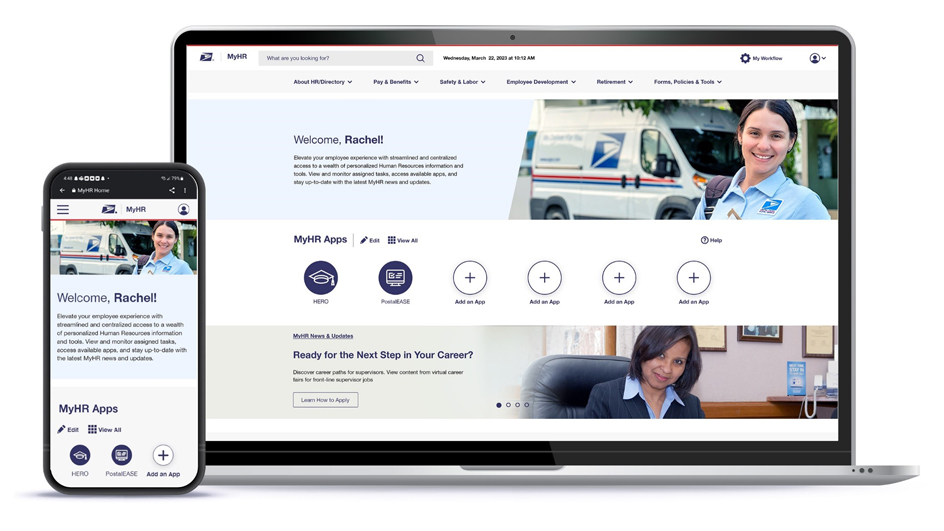 MyHR
What are you looking for?
Wednesday, March 22, 2023 at 10:12 AM
My Workflow
About HR/Directory
Pay & Benefits
Safety & Labor
Employee Development
Retirement
Forms, Policies & Tools
Welcome, Rachel!
Elevate your employee experience with streamlined and centralized
access to a wealth of personalized Human Resources information and
tools. View and monitor assigned tasks, access available apps, and
stay up-to-date with the latest MyHR news and updates.
MyHR Apps
Edit
View All
Help
HERO
PostalEASE
Add an App
Add an App
Add an App
Add an App
MyHR News & Updates
Ready for the Next Step in Your Career?
Discover career paths for supervisors. View content from virtual career
fairs for front-line supervisor jobs
Learn How to Apply
4:48
79%
MyHR Home
MyHR
Welcome, Rachel!
Elevate your employee experience with
streamlined and centralized access to a wealth
of personalized Human Resources information
and tools. View and monitor assigned tasks,
access available apps, and stay up-to-date with
the latest MyHR news and updates.
MyHR Apps
Edit
View All
HERO
PostalEASE
Add an App